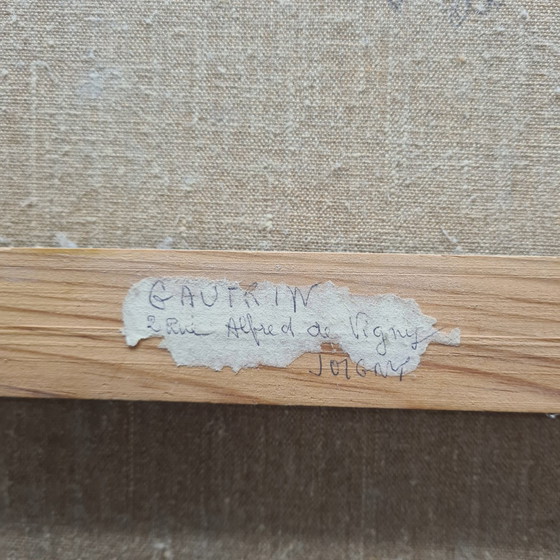 GAUTRIN
2 Rue Alfred de Vigny
JOIGNY